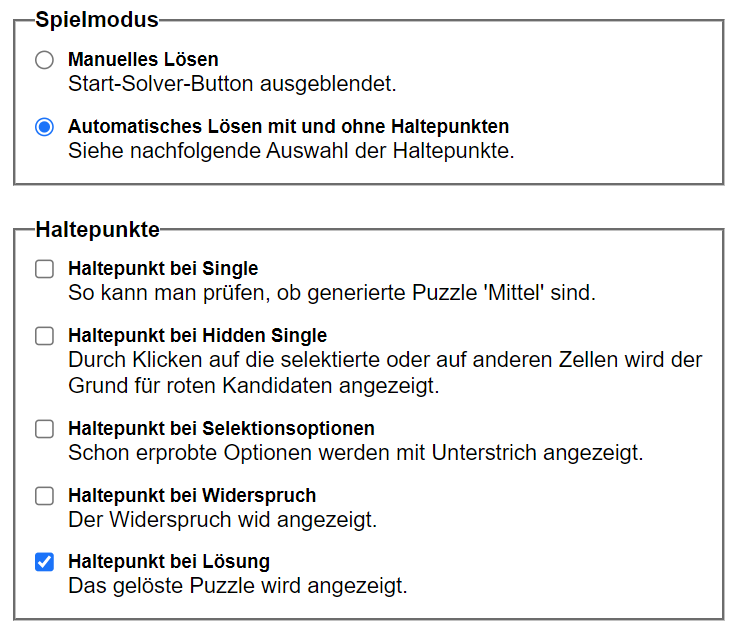 Spielmodus
Manuelles Lösen
Start-Solver-Button ausgeblendet.
Automatisches Lösen mit und ohne Haltepunkten
Siehe nachfolgende Auswahl der Haltepunkte.
Haltepunkte
Haltepunkt bei Single
So kann man prüfen, ob generierte Puzzle 'Mittel' sind.
Haltepunkt bei Hidden Single
Durch Klicken auf die selektierte oder auf anderen Zellen wird der
Grund für roten Kandidaten angezeigt.
Haltepunkt bei Selektionsoptionen
Schon erprobte Optionen werden mit Unterstrich angezeigt.
Haltepunkt bei Widerspruch
Der Widerspruch wid angezeigt.
Haltepunkt bei Lösung
Das gelöste Puzzle wird angezeigt.